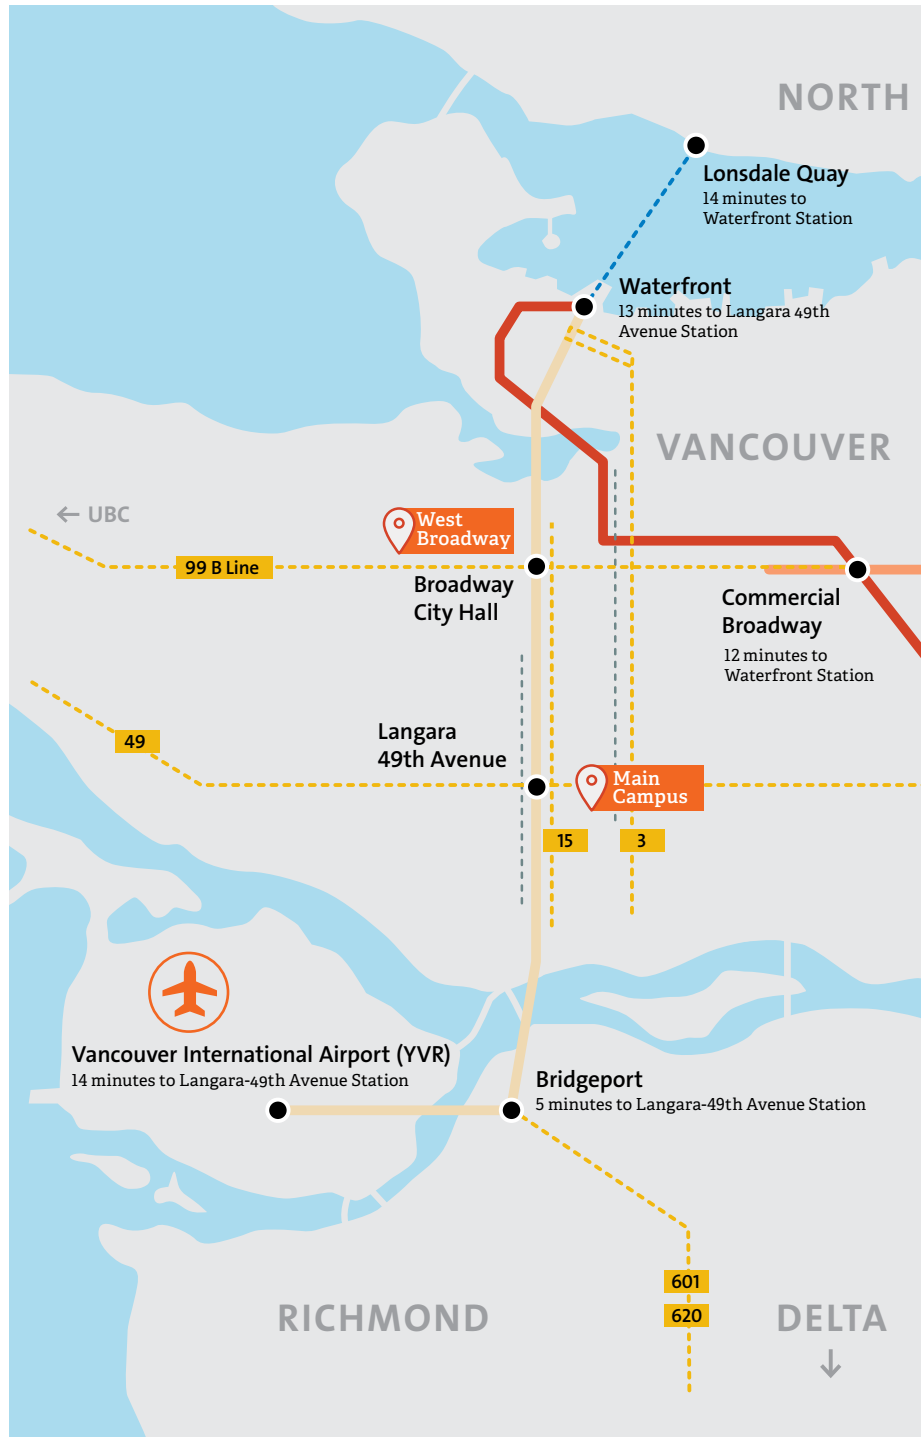 NORTH
Lonsdale Quay
14 minutes to
Waterfront Station
Waterfront
13 minutes to Langara 49th
Avenue Station
VANCOUVER
← UBC
West
Broadway
99 B Line
Broadway
City Hall
Commercial
Broadway
12 minutes to
Waterfront Station
49
Langara
49th Avenue
Main
Campus
15
3
Vancouver International Airport (YVR)
14 minutes to Langara-49th Avenue Station
Bridgeport
5 minutes to Langara-49th Avenue Station
601
620
RICHMOND
DELTA
↓